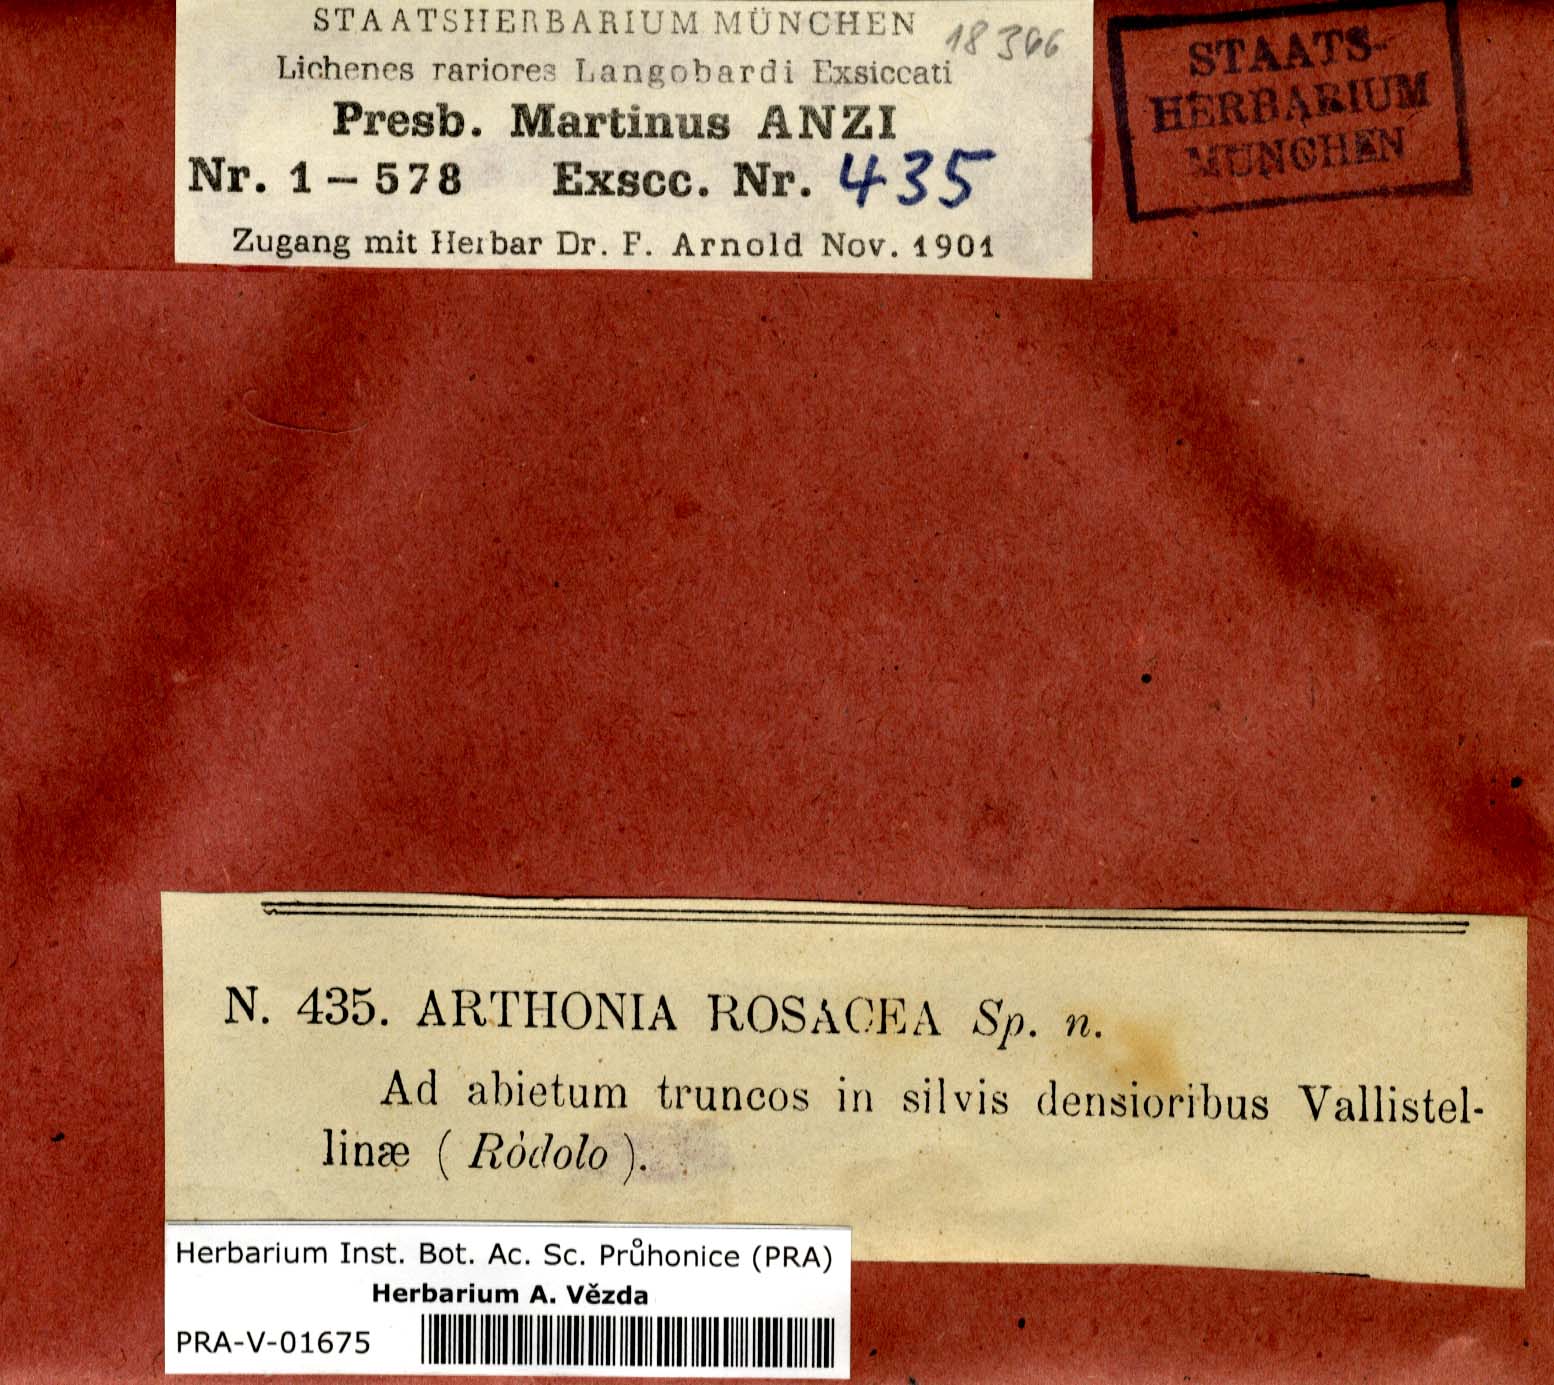 STAATSHERBARIUM MÜNCHEN
18366
Lichenes rariores Langobardi Exsiccati
Presb. Martinus ANZI
Nr. 1 – 578 Exscc. Nr. 435
Zugang mit Herbar Dr. F. Arnold Nov. 1901
STAATS-
HERBARIUM
MÜNCHEN
N. 435. ARTHONIA ROSACEA Sp. n.
Ad abietum truncos in silvis densioribus Vallistel-
linæ (Ròdolo).
Herbarium Inst. Bot. Ac. Sc. Průhonice (PRA)
Herbarium A. Vězda
PRA-V-01675